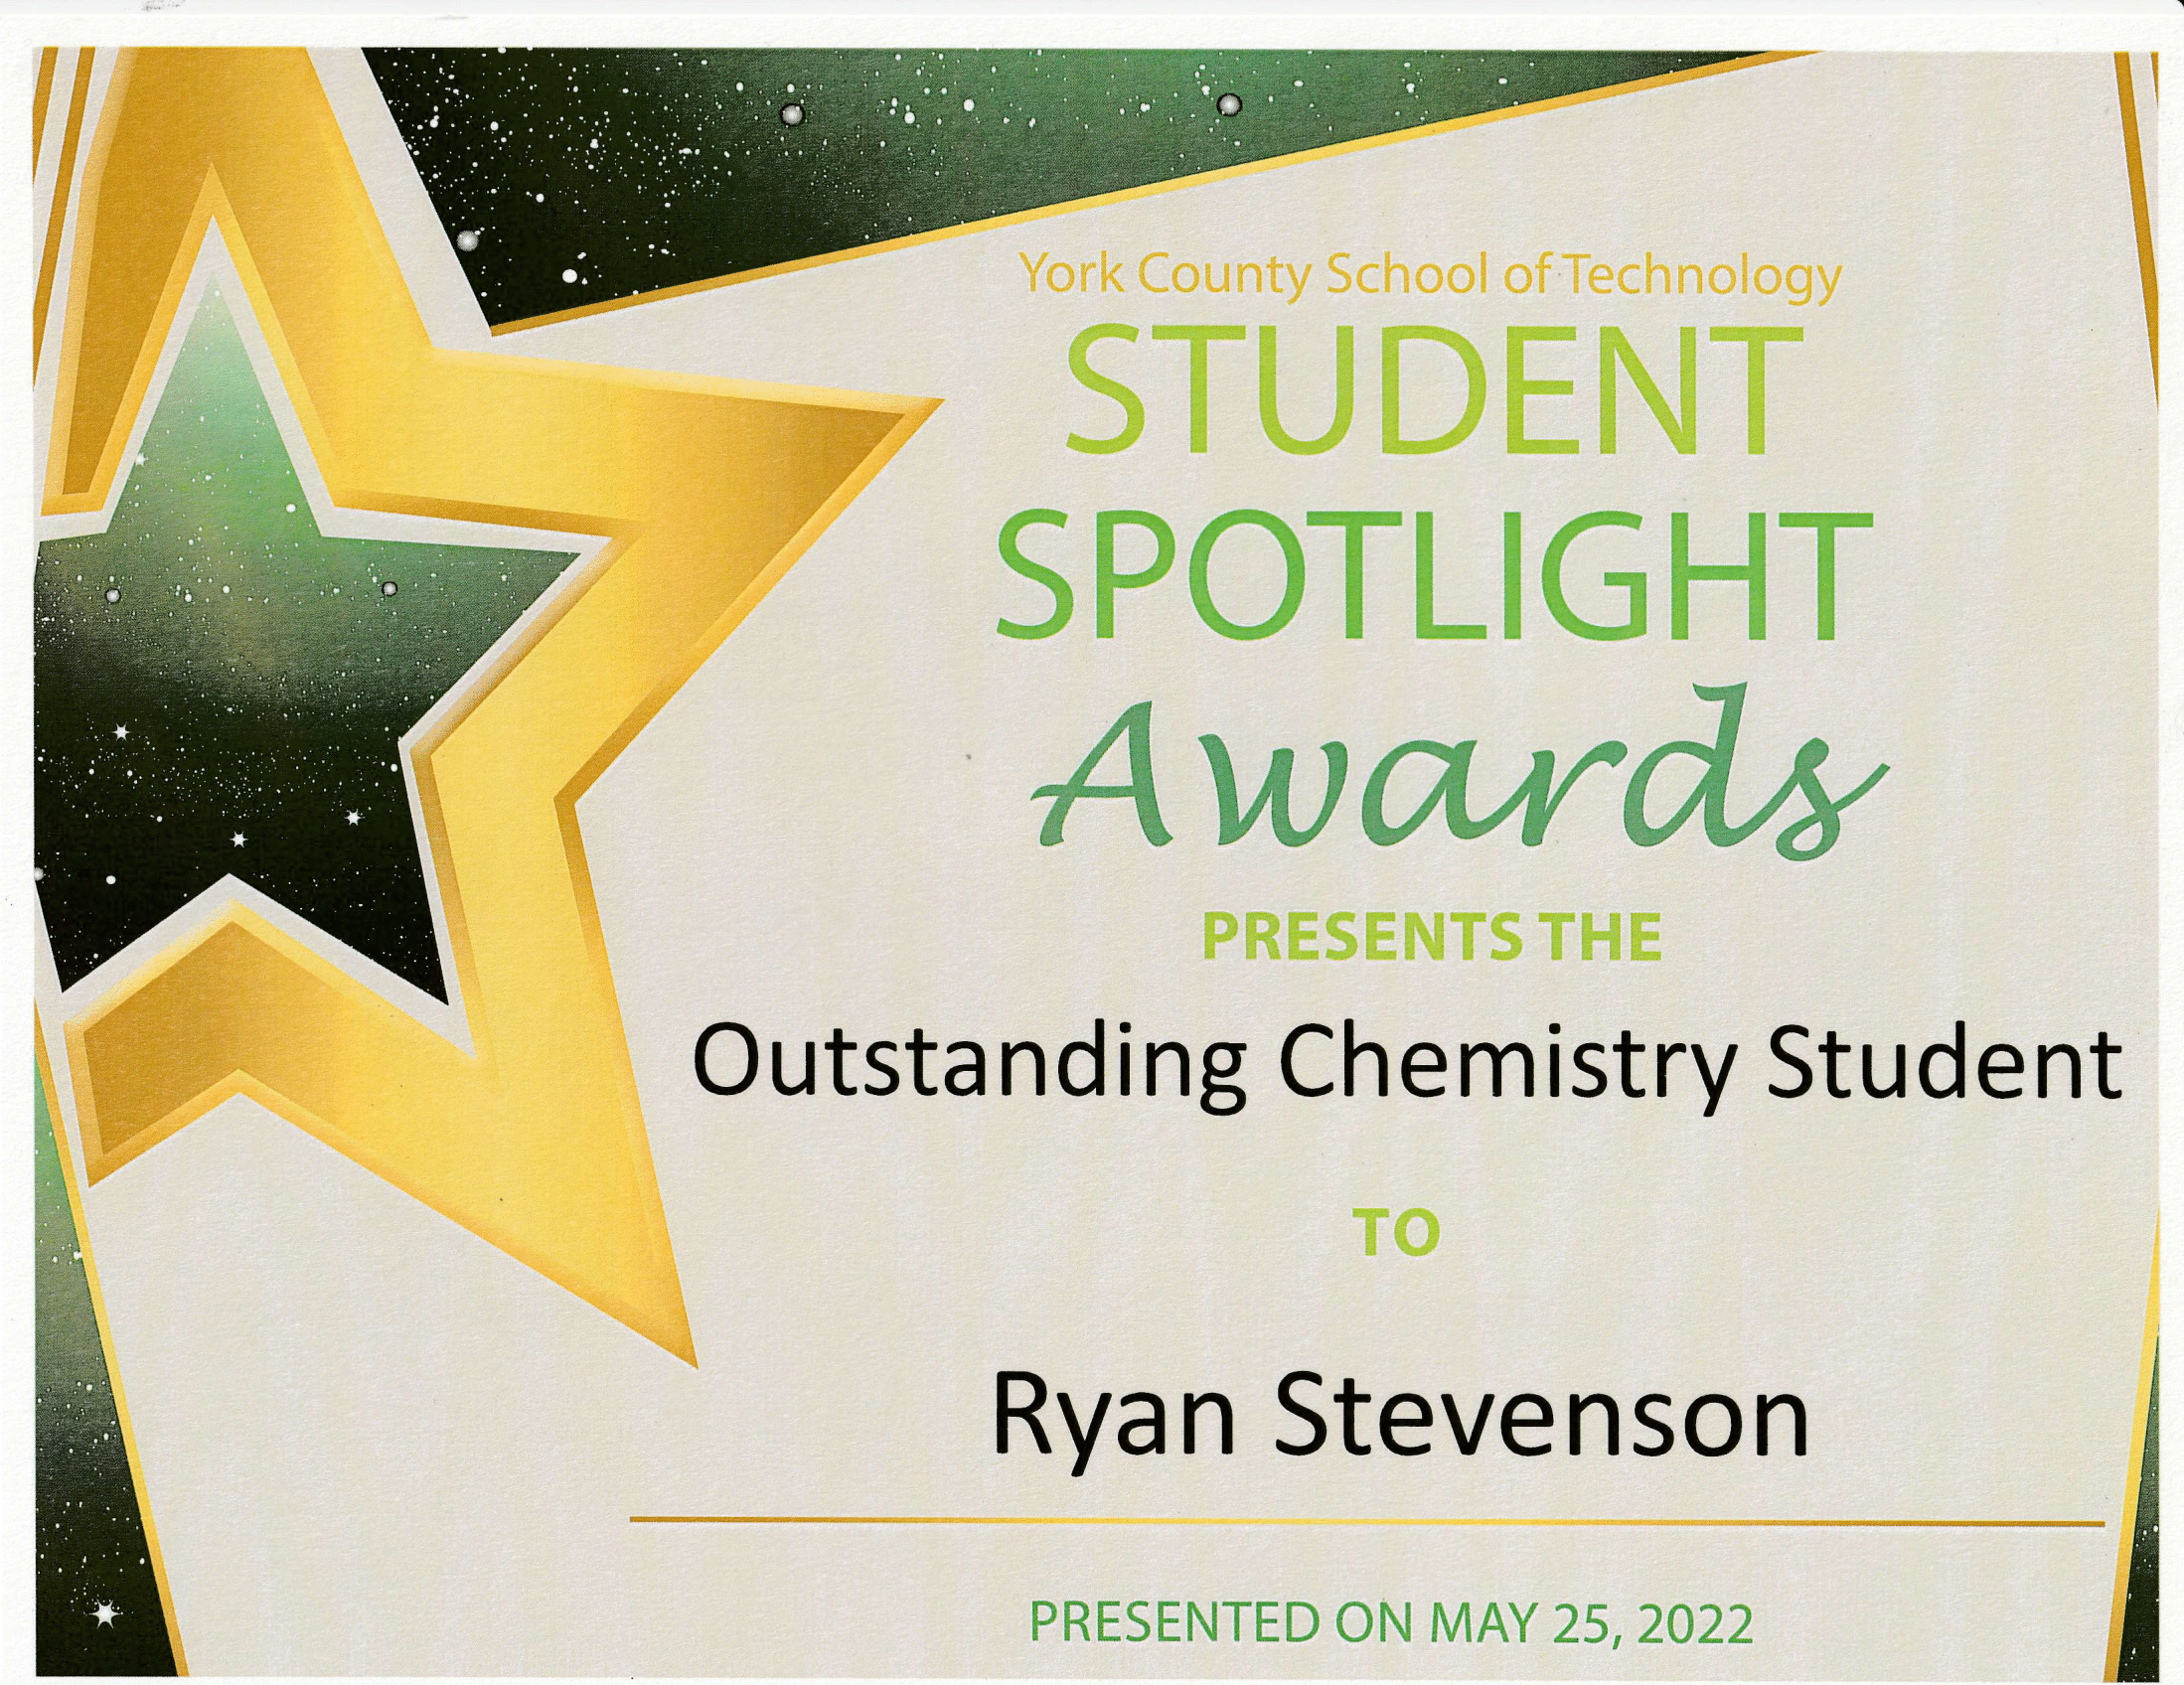 York County School of Technology
STUDENT
SPOTLIGHT
Awards
PRESENTS THE
Outstanding Chemistry Student
TO
Ryan Stevenson
PRESENTED ON MAY 25, 2022